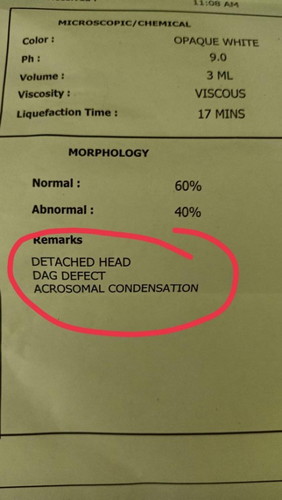 11:08 AM
MICROSCOPIC/CHEMICAL
Color : OPAQUE WHITE
Ph : 9.0
Volume : 3 ML
Viscosity : VISCOUS
Liquefaction Time : 17 MINS
MORPHOLOGY
Normal : 60%
Abnormal : 40%
Remarks
DETACHED HEAD
DAG DEFECT
ACROSOMAL CONDENSATION